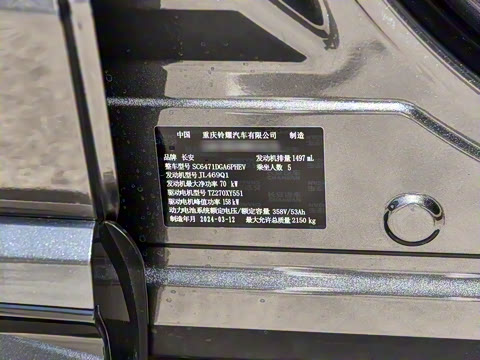 中国 重庆铃耀汽车有限公司 制造
品牌 长安 发动机排量 1497 mL
整车型号 SC6471DGA6PHEV 乘坐人数 5
发动机型号 JL469Q1
发动机最大净功率 70 kW
驱动电机型号 TZ270XY551
驱动电机峰值功率 158 kW
动力电池系统额定电压/额定容量 358V/53Ah
制造年月 2024-03-12 最大允许总质量 2150 kg